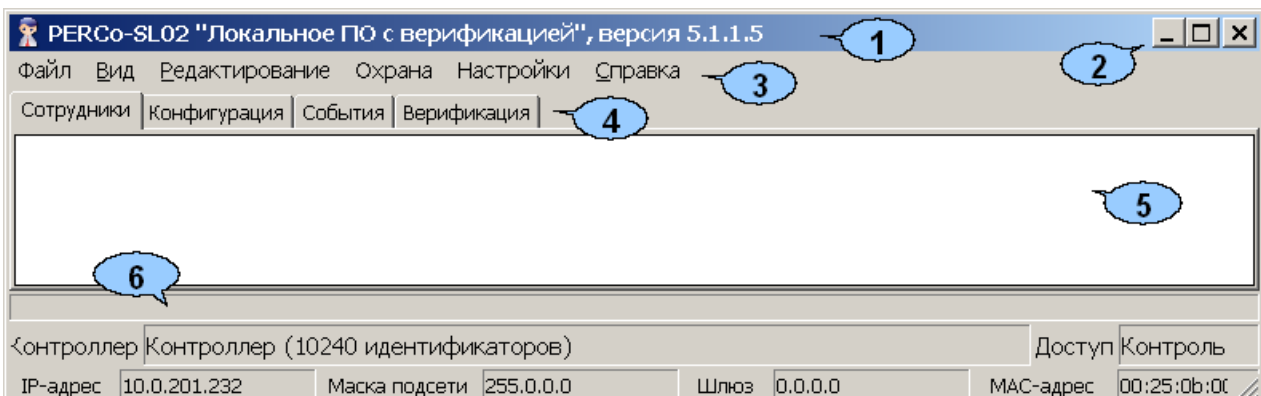 PERCo-SL02 "Локальное ПО с верификацией", версия 5.1.1.5 1
2
Файл Вид Редактирование Охрана Настройки Справка 3
Сотрудники Конфигурация События Верификация 4
5
6
Контроллер Контроллер (10240 идентификаторов) Доступ Контроль
IP-адрес 10.0.201.232 Маска подсети 255.0.0.0 Шлюз 0.0.0.0 MAC-адрес 00:25:0b:00